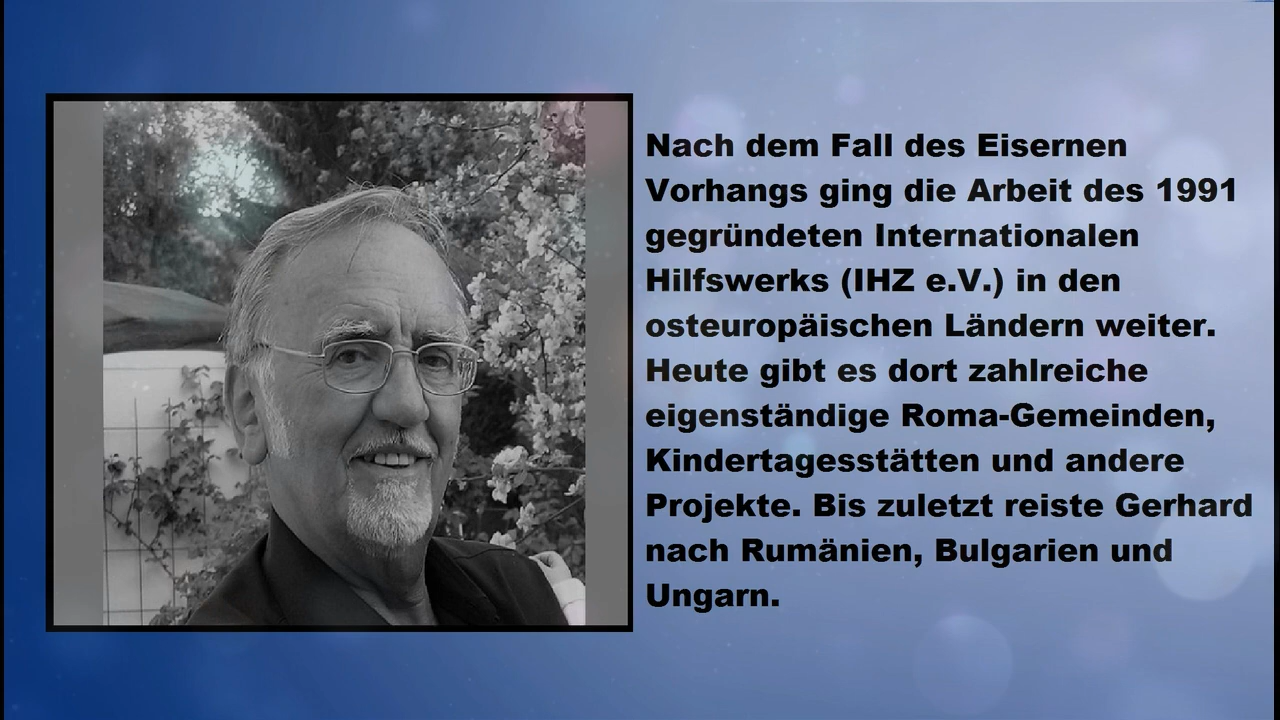 Nach dem Fall des Eisernen
Vorhangs ging die Arbeit des 1991
gegründeten Internationalen
Hilfswerks (IHZ e.V.) in den
osteuropäischen Ländern weiter.
Heute gibt es dort zahlreiche
eigenständige Roma-Gemeinden,
Kindertagesstätten und andere
Projekte. Bis zuletzt reiste Gerhard
nach Rumänien, Bulgarien und
Ungarn.